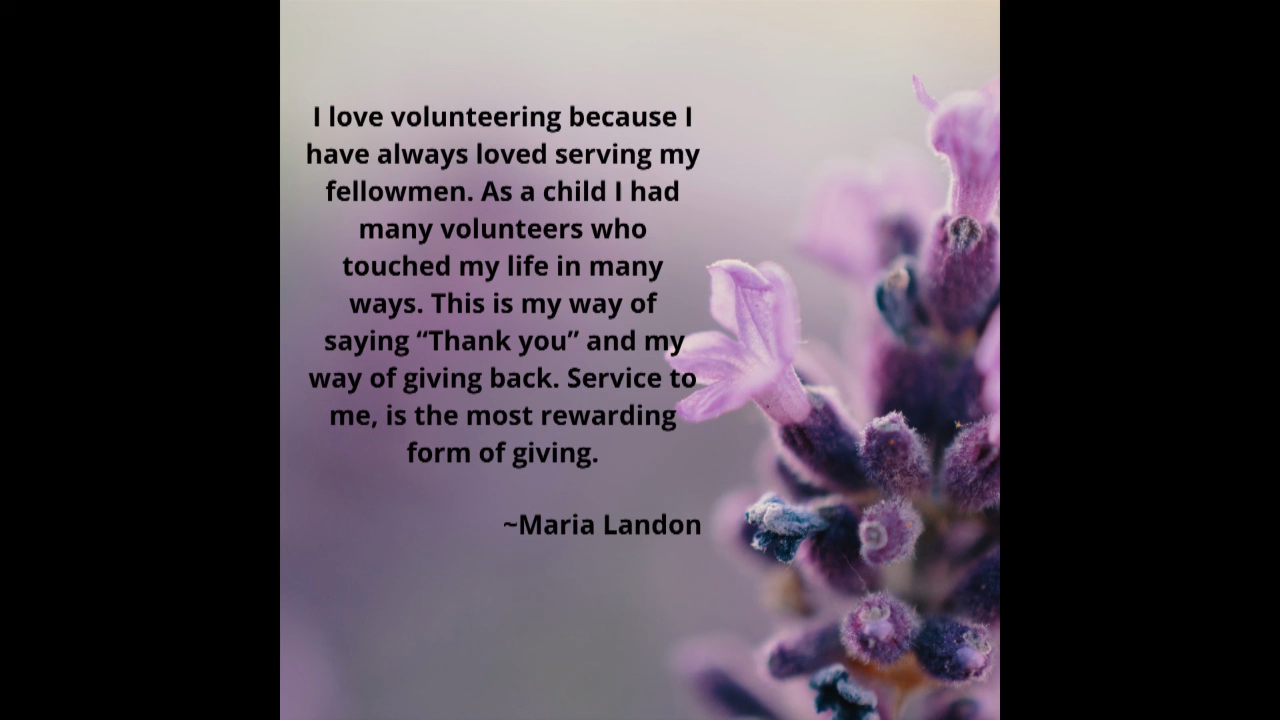 I love volunteering because I
have always loved serving my
fellowmen. As a child I had
many volunteers who
touched my life in many
ways. This is my way of
saying “Thank you” and my
way of giving back. Service to
me, is the most rewarding
form of giving.
~Maria Landon